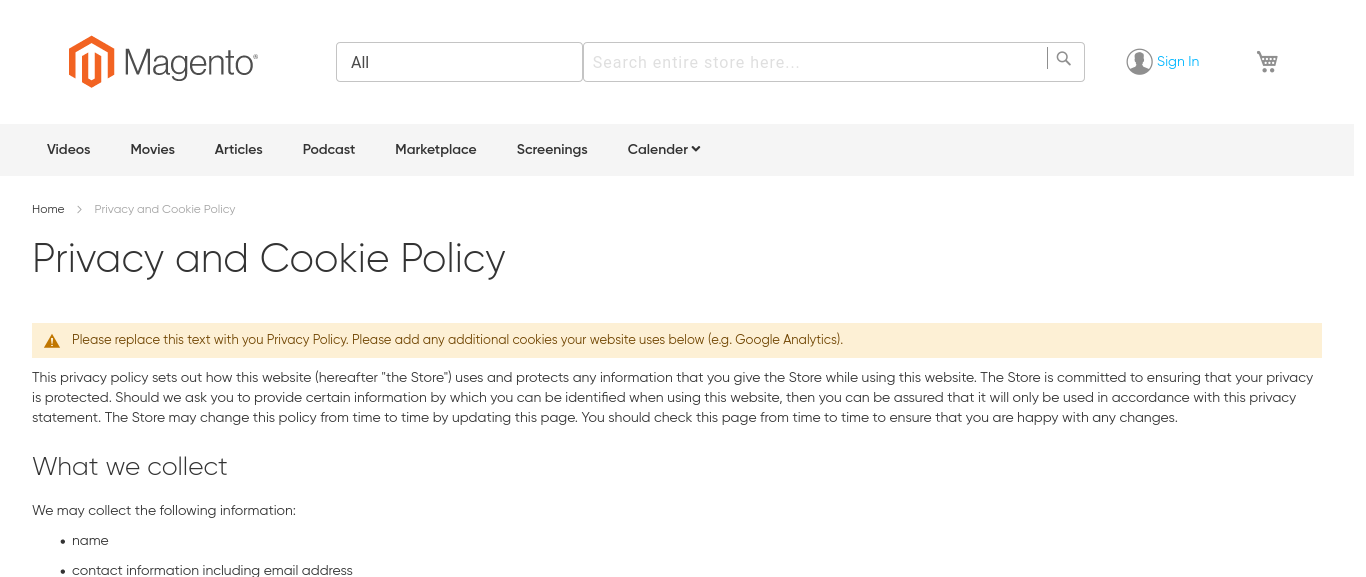 Magento®
All
Search entire store here...
Sign In
Videos
Movies
Articles
Podcast
Marketplace
Screenings
Calender
Home
Privacy and Cookie Policy
Privacy and Cookie Policy
Please replace this text with you Privacy Policy. Please add any additional cookies your website uses below (e.g. Google Analytics).
This privacy policy sets out how this website (hereafter "the Store") uses and protects any information that you give the Store while using this website. The Store is committed to ensuring that your privacy
is protected. Should we ask you to provide certain information by which you can be identified when using this website, then you can be assured that it will only be used in accordance with this privacy
statement. The Store may change this policy from time to time by updating this page. You should check this page from time to time to ensure that you are happy with any changes.
What we collect
We may collect the following information:
• name
• contact information including email address